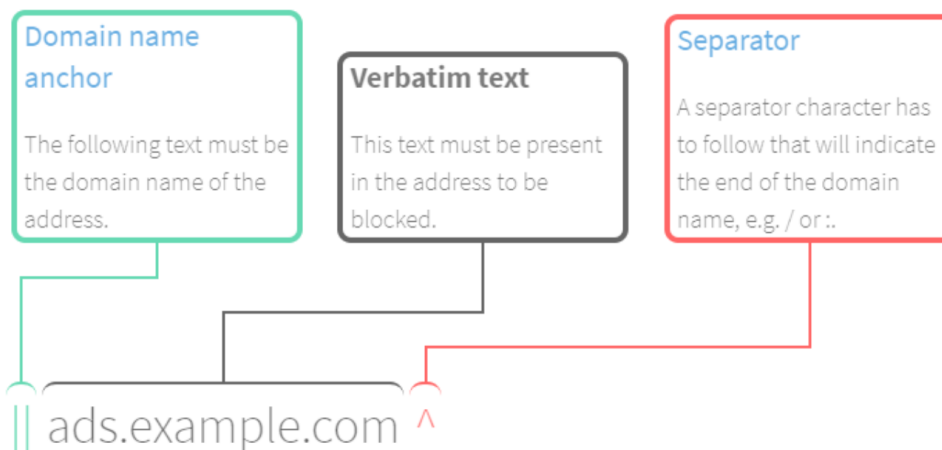 Domain name
anchor
The following text must be
the domain name of the
address.
Verbatim text
This text must be present
in the address to be
blocked.
Separator
A separator character has
to follow that will indicate
the end of the domain
name, e.g. / or :.
|| ads.example.com ^